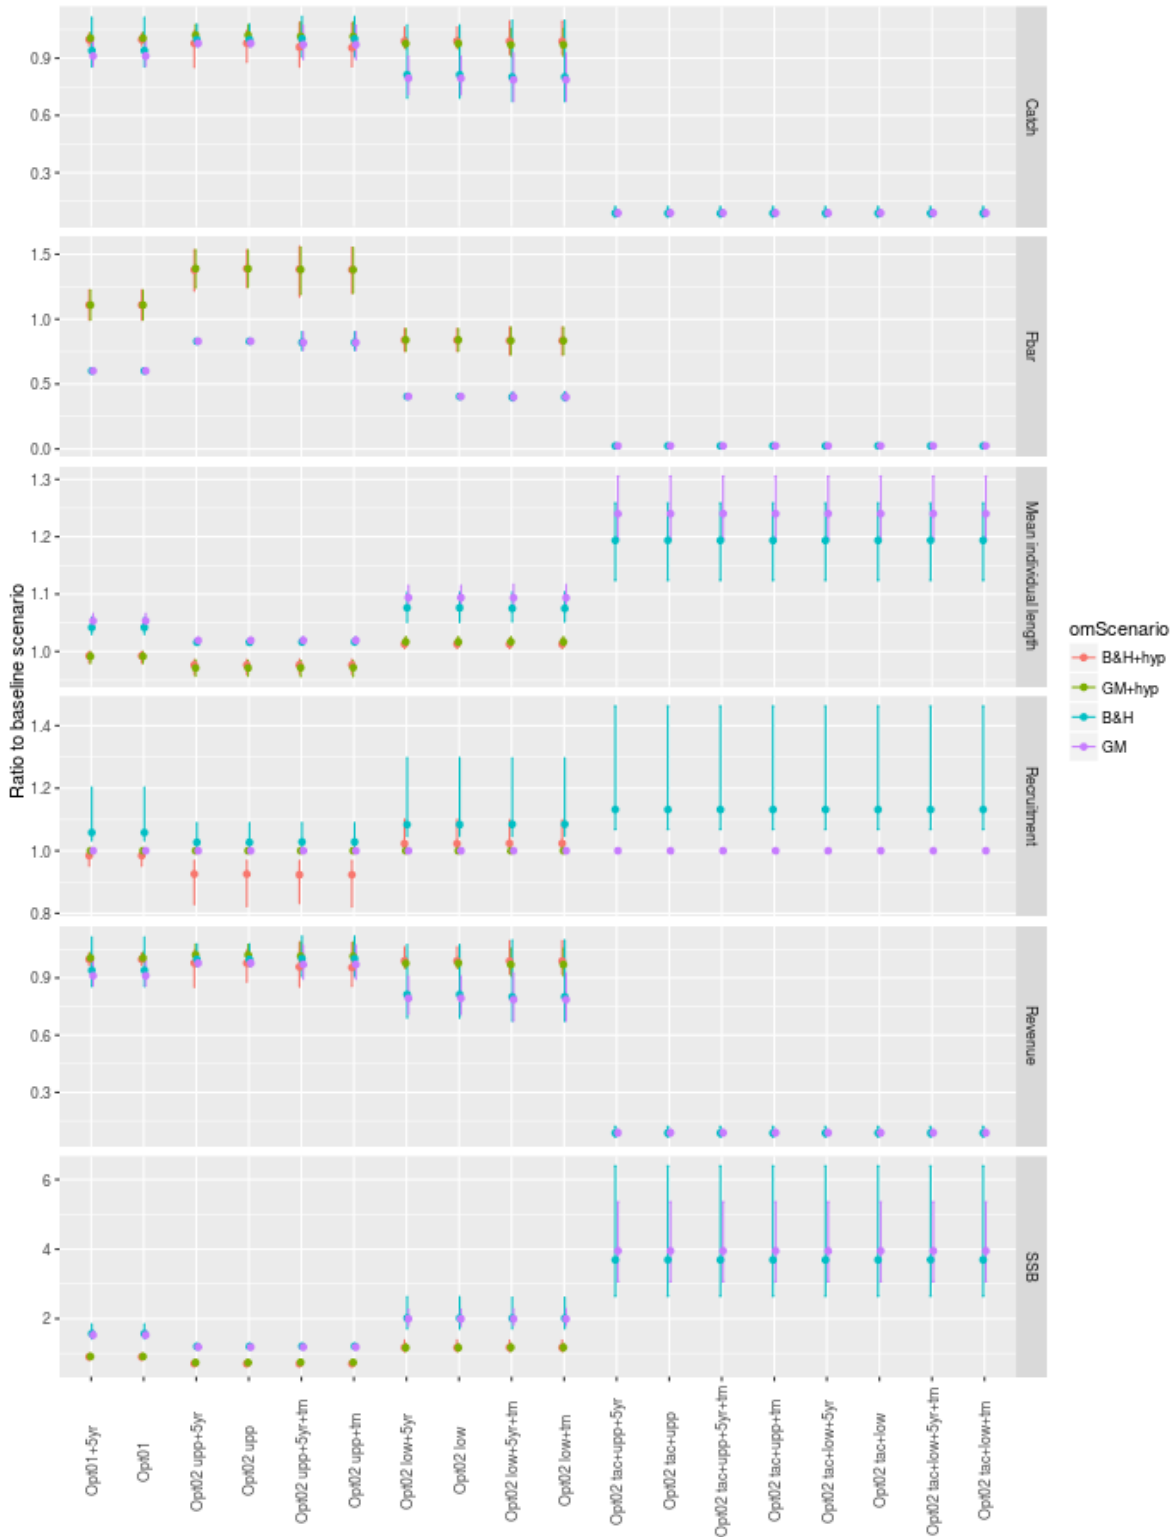 0.9
0.6
0.3
Catch
1.5
1.0
0.5
0.0
Fbar
1.3
1.2
1.1
1.0
Mean individual length
1.4
1.2
1.0
0.8
Recruitment
0.9
0.6
0.3
Revenue
6
4
2
SSB
Ratio to baseline scenario
Opt01+5yr
Opt01
Opt02 upp+5yr
Opt02 upp
Opt02 upp+5yr+tm
Opt02 upp+tm
Opt02 low+5yr
Opt02 low
Opt02 low+5yr+tm
Opt02 low+tm
Opt02 tac+upp+5yr
Opt02 tac+upp
Opt02 tac+upp+5yr+tm
Opt02 tac+upp+tm
Opt02 tac+low+5yr
Opt02 tac+low
Opt02 tac+low+5yr+tm
Opt02 tac+low+tm
omScenario
B&H+hyp
GM+hyp
B&H
GM